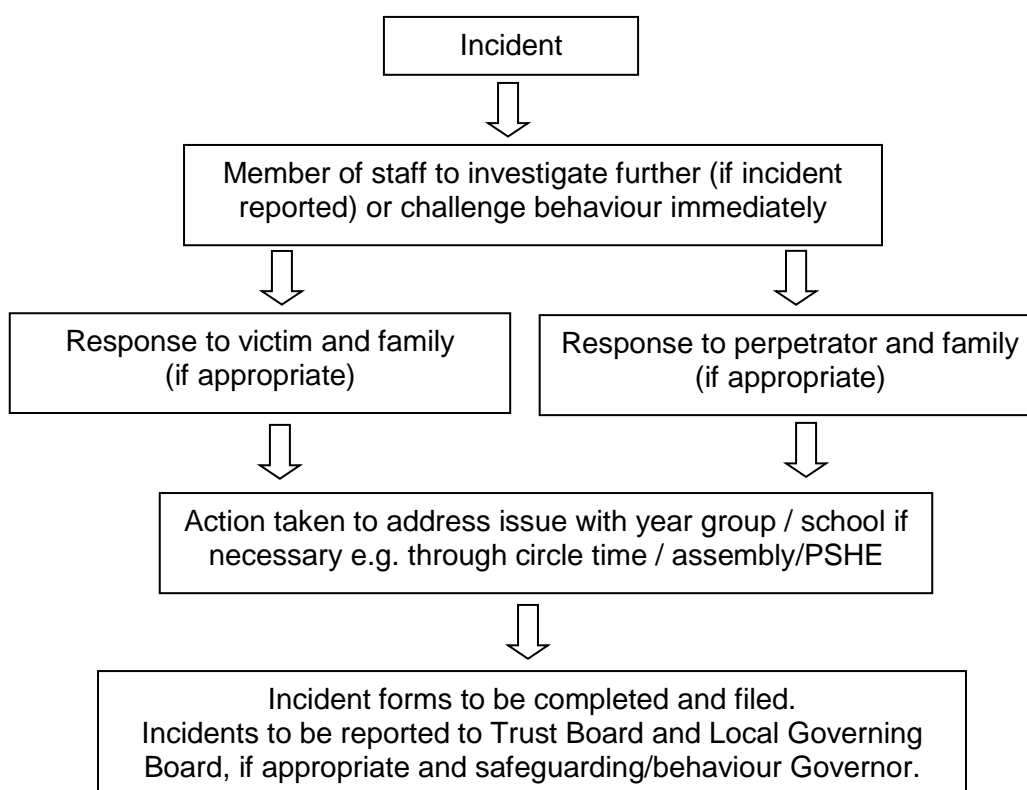 Incident
Member of staff to investigate further (if incident
reported) or challenge behaviour immediately
Response to victim and family
(if appropriate)
Response to perpetrator and family
(if appropriate)
Action taken to address issue with year group / school if
necessary e.g. through circle time / assembly/PSHE
Incident forms to be completed and filed.
Incidents to be reported to Trust Board and Local Governing
Board, if appropriate and safeguarding/behaviour Governor.